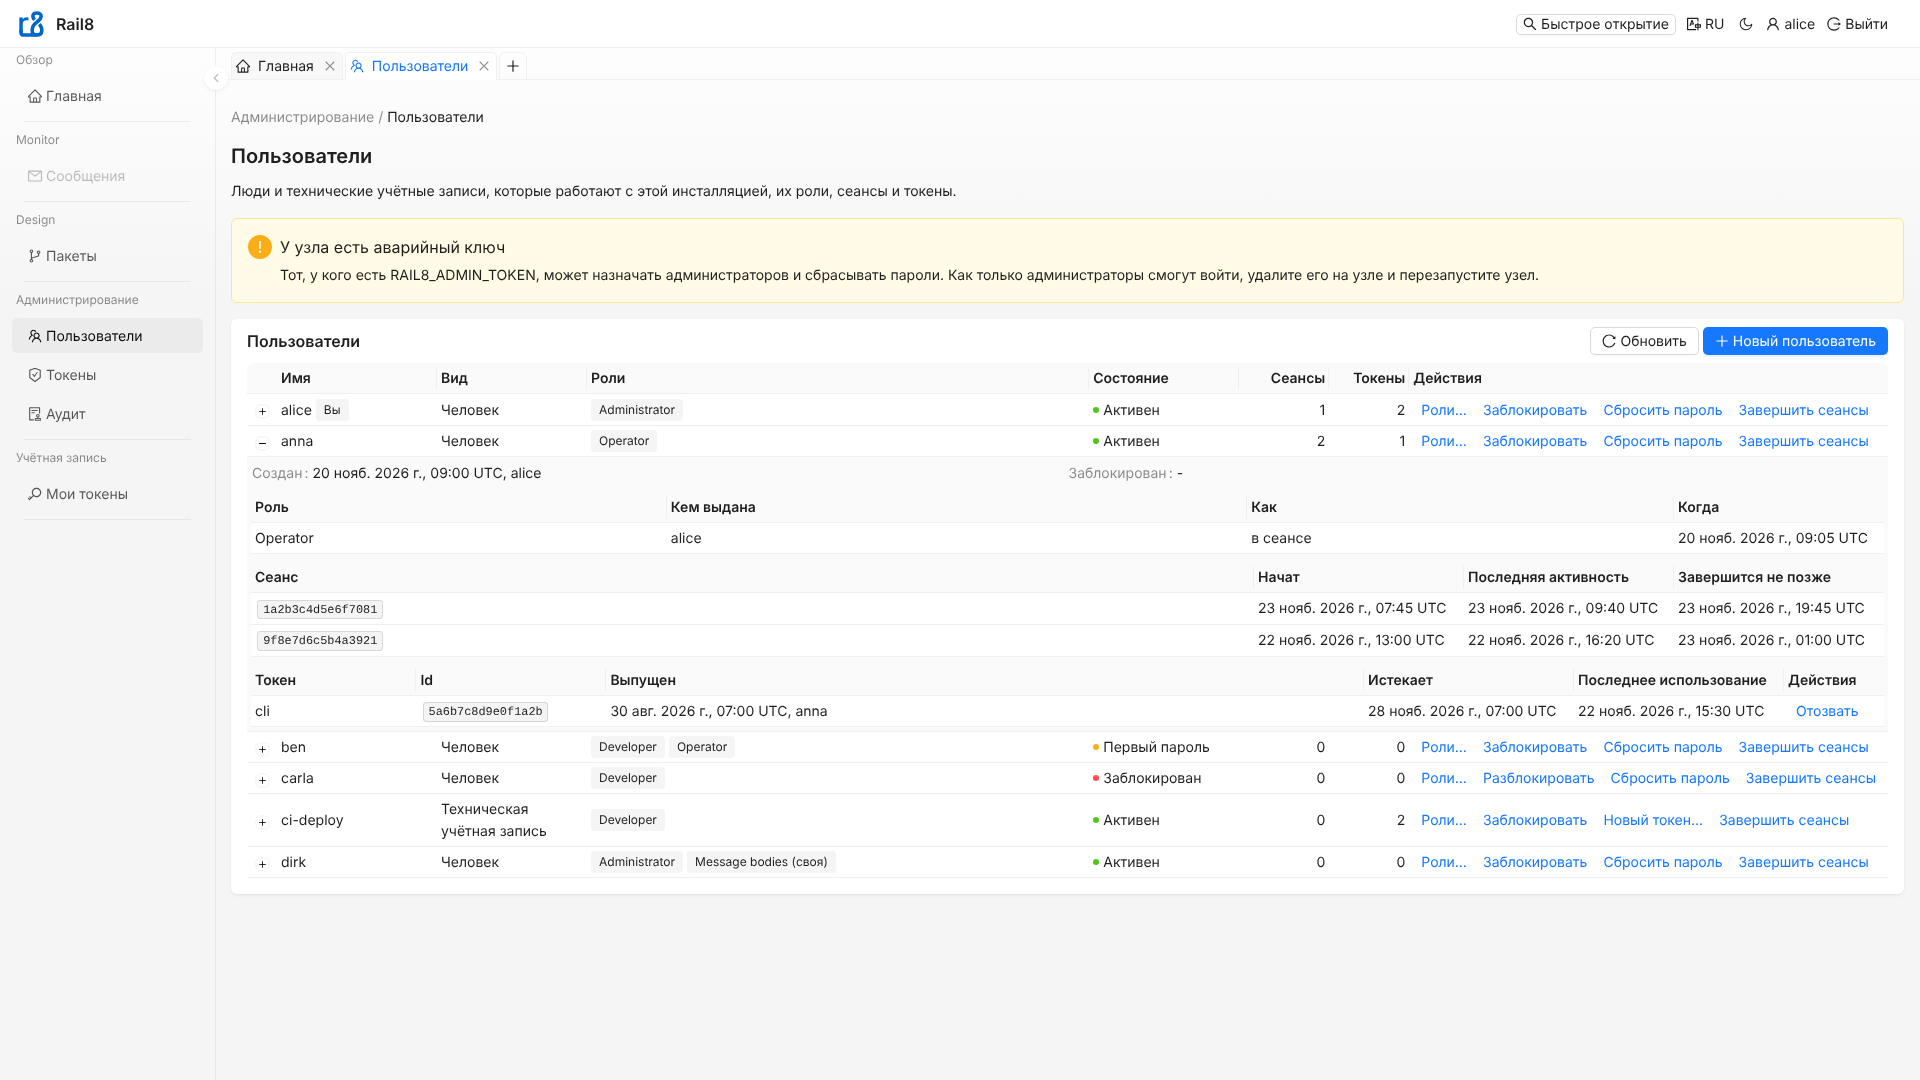 Rail8
Быстрое открытие RU alice Выйти
Обзор
Главная
Monitor
Сообщения
Design
Пакеты
Администрирование
Пользователи
Токены
Аудит
Учётная запись
Мои токены
Главная Пользователи
Администрирование / Пользователи
Пользователи
Люди и технические учётные записи, которые работают с этой инсталляцией, их роли, сеансы и токены.
У узла есть аварийный ключ
Тот, у кого есть RAIL8_ADMIN_TOKEN, может назначать администраторов и сбрасывать пароли. Как только администраторы смогут войти, удалите его на узле и перезапустите узел.
Пользователи Обновить Новый пользователь
Имя Вид Роли Состояние Сеансы Токены Действия
alice Вы Человек Administrator Активен 1 2 Роли... Заблокировать Сбросить пароль Завершить сеансы
anna Человек Operator Активен 2 1 Роли... Заблокировать Сбросить пароль Завершить сеансы
Создан : 20 нояб. 2026 г., 09:00 UTC, alice Заблокирован : -
Роль Кем выдана Как Когда
Operator alice в сеансе 20 нояб. 2026 г., 09:05 UTC
Сеанс Начат Последняя активность Завершится не позже
1a2b3c4d5e6f7081 23 нояб. 2026 г., 07:45 UTC 23 нояб. 2026 г., 09:40 UTC 23 нояб. 2026 г., 19:45 UTC
9f8e7d6c5b4a3921 22 нояб. 2026 г., 13:00 UTC 22 нояб. 2026 г., 16:20 UTC 23 нояб. 2026 г., 01:00 UTC
Токен Id Выпущен Истекает Последнее использование Действия
cli 5a6b7c8d9e0f1a2b 30 авг. 2026 г., 07:00 UTC, anna 28 нояб. 2026 г., 07:00 UTC 22 нояб. 2026 г., 15:30 UTC Отозвать
ben Человек Developer Operator Первый пароль 0 0 Роли... Заблокировать Сбросить пароль Завершить сеансы
carla Человек Developer Заблокирован 0 0 Роли... Разблокировать Сбросить пароль Завершить сеансы
ci-deploy Техническая учётная запись Developer Активен 0 2 Роли... Заблокировать Новый токен... Завершить сеансы
dirk Человек Administrator Message bodies (своя) Активен 0 0 Роли... Заблокировать Сбросить пароль Завершить сеансы